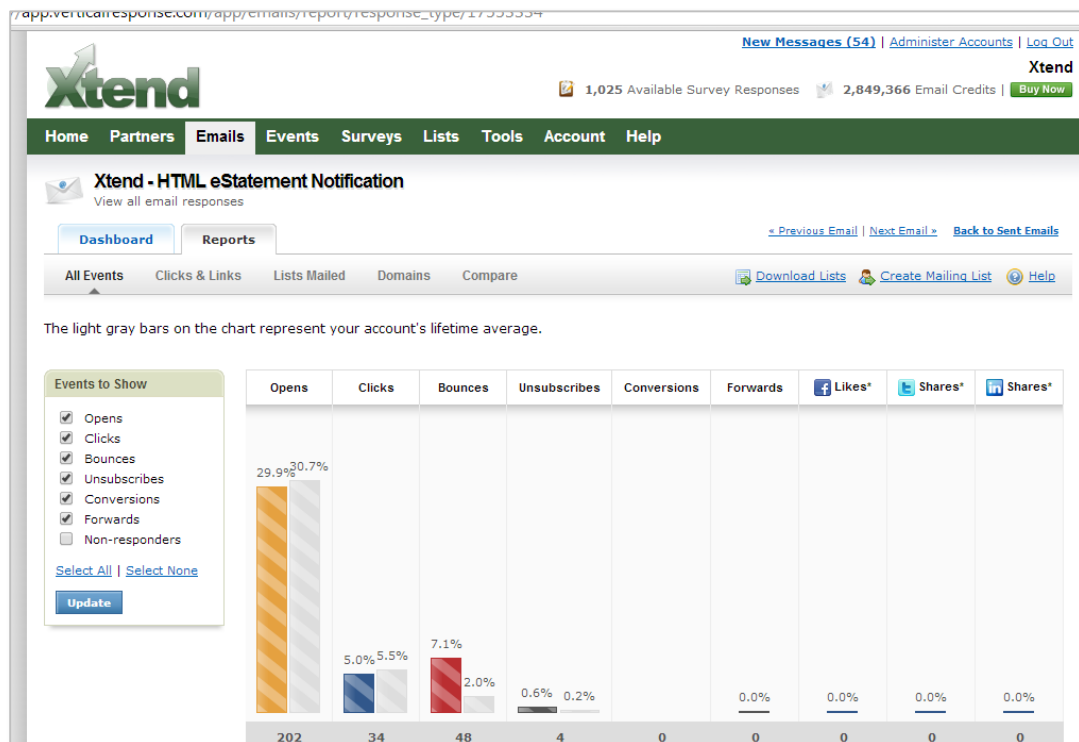 /app.verticalresponse.com/app/emails/report/response_type/17353334
New Messages (54) | Administer Accounts | Log Out
Xtend
Xtend
1,025 Available Survey Responses 2,849,366 Email Credits | Buy Now
Home Partners Emails Events Surveys Lists Tools Account Help
Xtend - HTML eStatement Notification
View all email responses
Dashboard Reports « Previous Email | Next Email » Back to Sent Emails
All Events Clicks & Links Lists Mailed Domains Compare Download Lists Create Mailing List Help
The light gray bars on the chart represent your account's lifetime average.
Events to Show
Opens
Clicks
Bounces
Unsubscribes
Conversions
Forwards
Non-responders
Select All | Select None
Update
Opens Clicks Bounces Unsubscribes Conversions Forwards Likes* Shares* Shares*
29.9% 30.7%
5.0% 5.5%
7.1%
2.0%
0.6% 0.2%
0.0% 0.0% 0.0% 0.0%
202 34 48 4 0 0 0 0 0